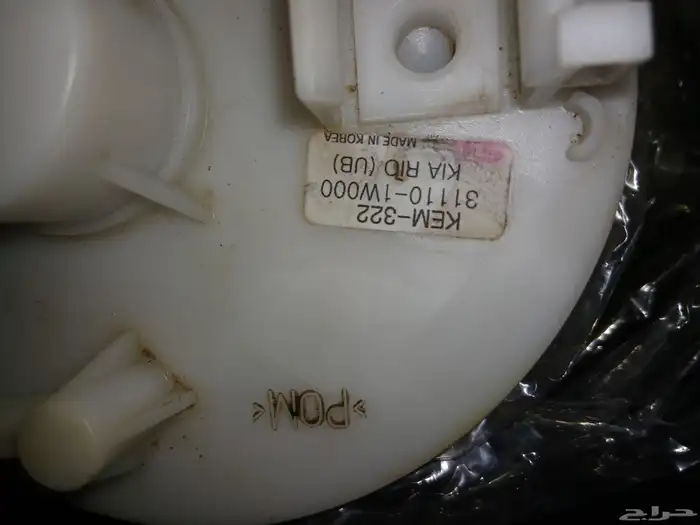 KEM-322
31110-1W000
KIA RIO (UB)
MADE IN KOREA
>POM<
حراج